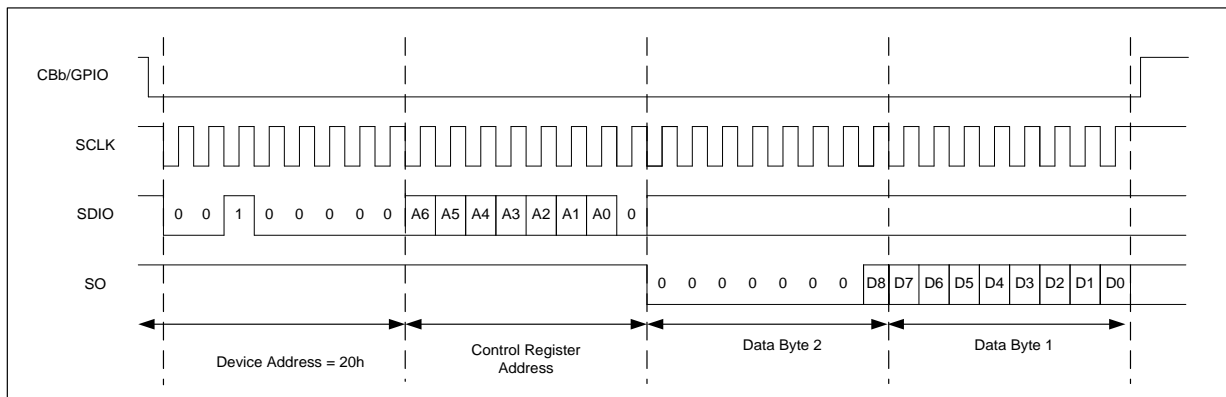 CBb/GPIO
SCLK
SDIO
0 0 1 0 0 0 0 0 A6 A5 A4 A3 A2 A1 A0 0
SO
0 0 0 0 0 0 0 D8 D7 D6 D5 D4 D3 D2 D1 D0
Device Address = 20h
Control Register
Address
Data Byte 2
Data Byte 1